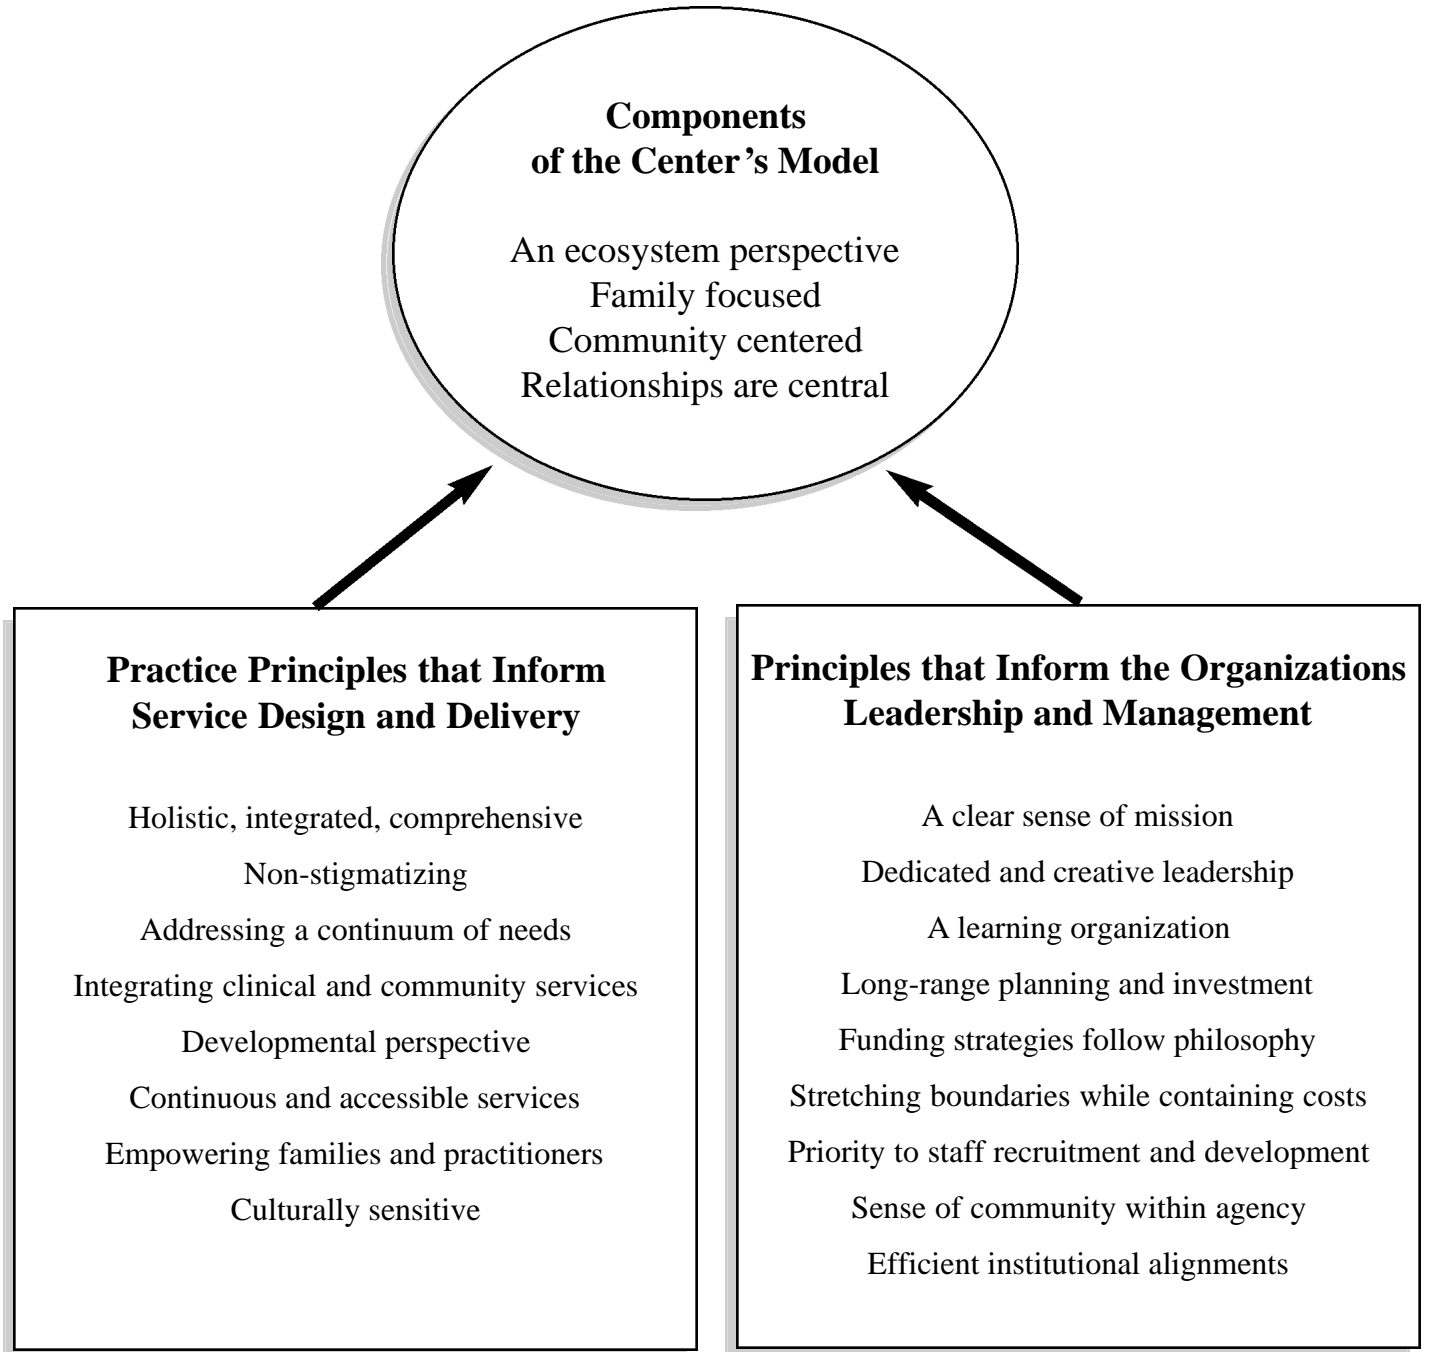 Components
of the Center's Model
An ecosystem perspective
Family focused
Community centered
Relationships are central
Practice Principles that Inform
Service Design and Delivery
Holistic, integrated, comprehensive
Non-stigmatizing
Addressing a continuum of needs
Integrating clinical and community services
Developmental perspective
Continuous and accessible services
Empowering families and practitioners
Culturally sensitive
Principles that Inform the Organizations
Leadership and Management
A clear sense of mission
Dedicated and creative leadership
A learning organization
Long-range planning and investment
Funding strategies follow philosophy
Stretching boundaries while containing costs
Priority to staff recruitment and development
Sense of community within agency
Efficient institutional alignments